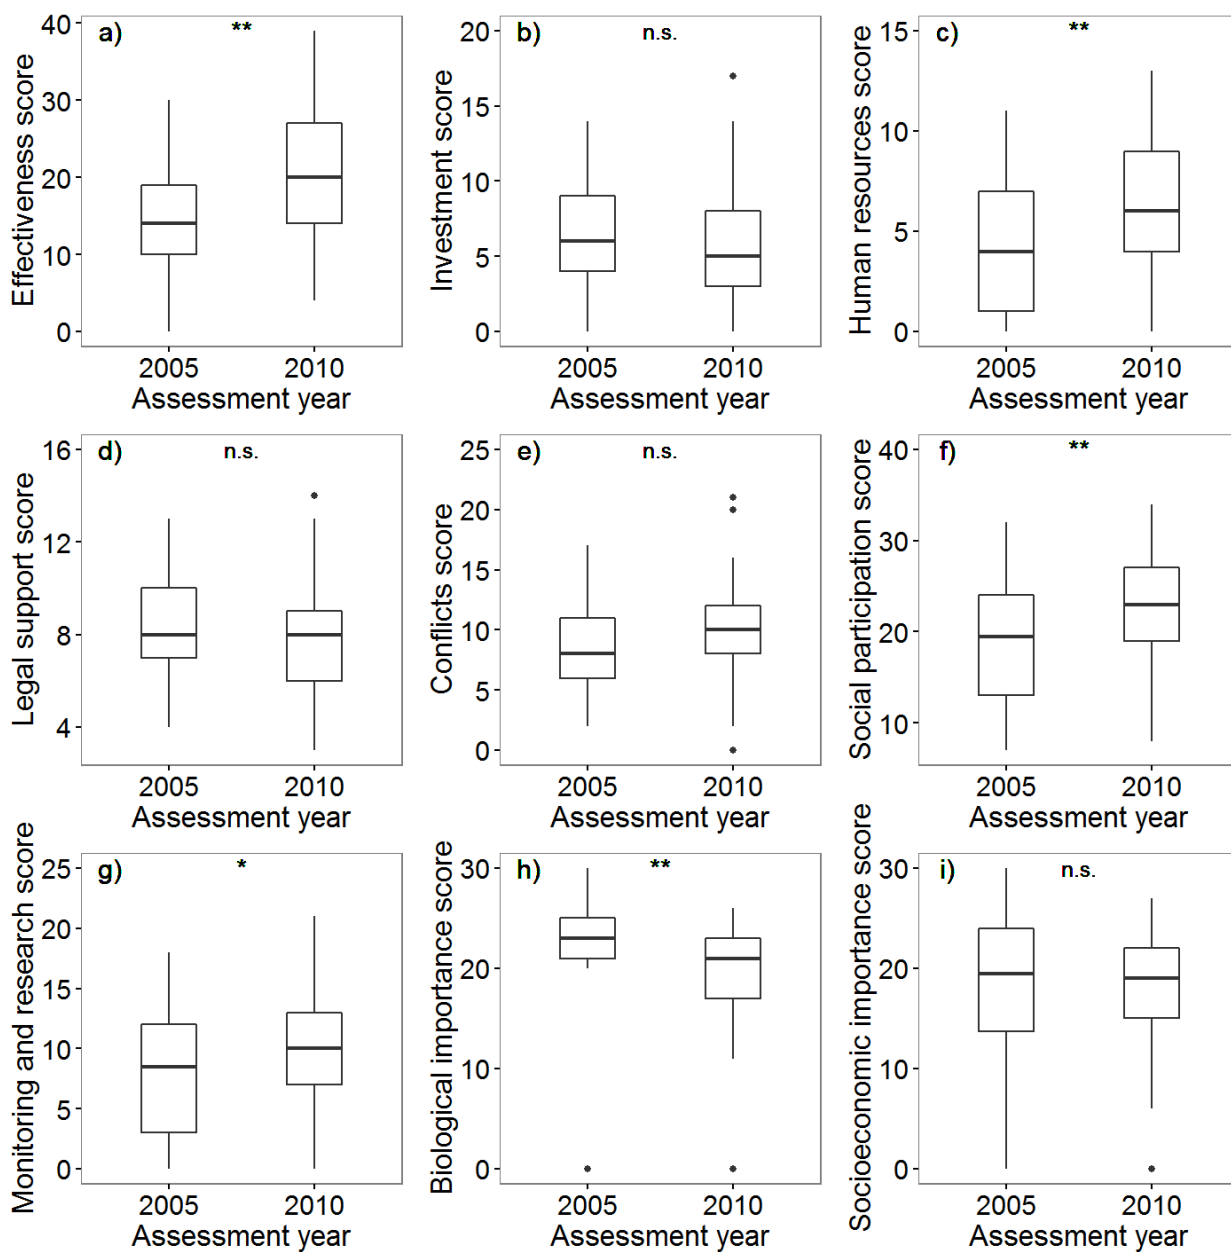 a)
**
Effectiveness score
40
30
20
10
0
2005 2010
Assessment year
b)
n.s.
Investment score
20
15
10
5
0
2005 2010
Assessment year
c)
**
Human resources score
15
10
5
0
2005 2010
Assessment year
d)
n.s.
Legal support score
16
12
8
4
2005 2010
Assessment year
e)
n.s.
Conflicts score
25
20
15
10
5
0
2005 2010
Assessment year
f)
**
Social participation score
40
30
20
10
2005 2010
Assessment year
g)
*
Monitoring and research score
25
20
15
10
5
0
2005 2010
Assessment year
h)
**
Biological importance score
30
20
10
0
2005 2010
Assessment year
i)
n.s.
Socioeconomic importance score
30
20
10
0
2005 2010
Assessment year